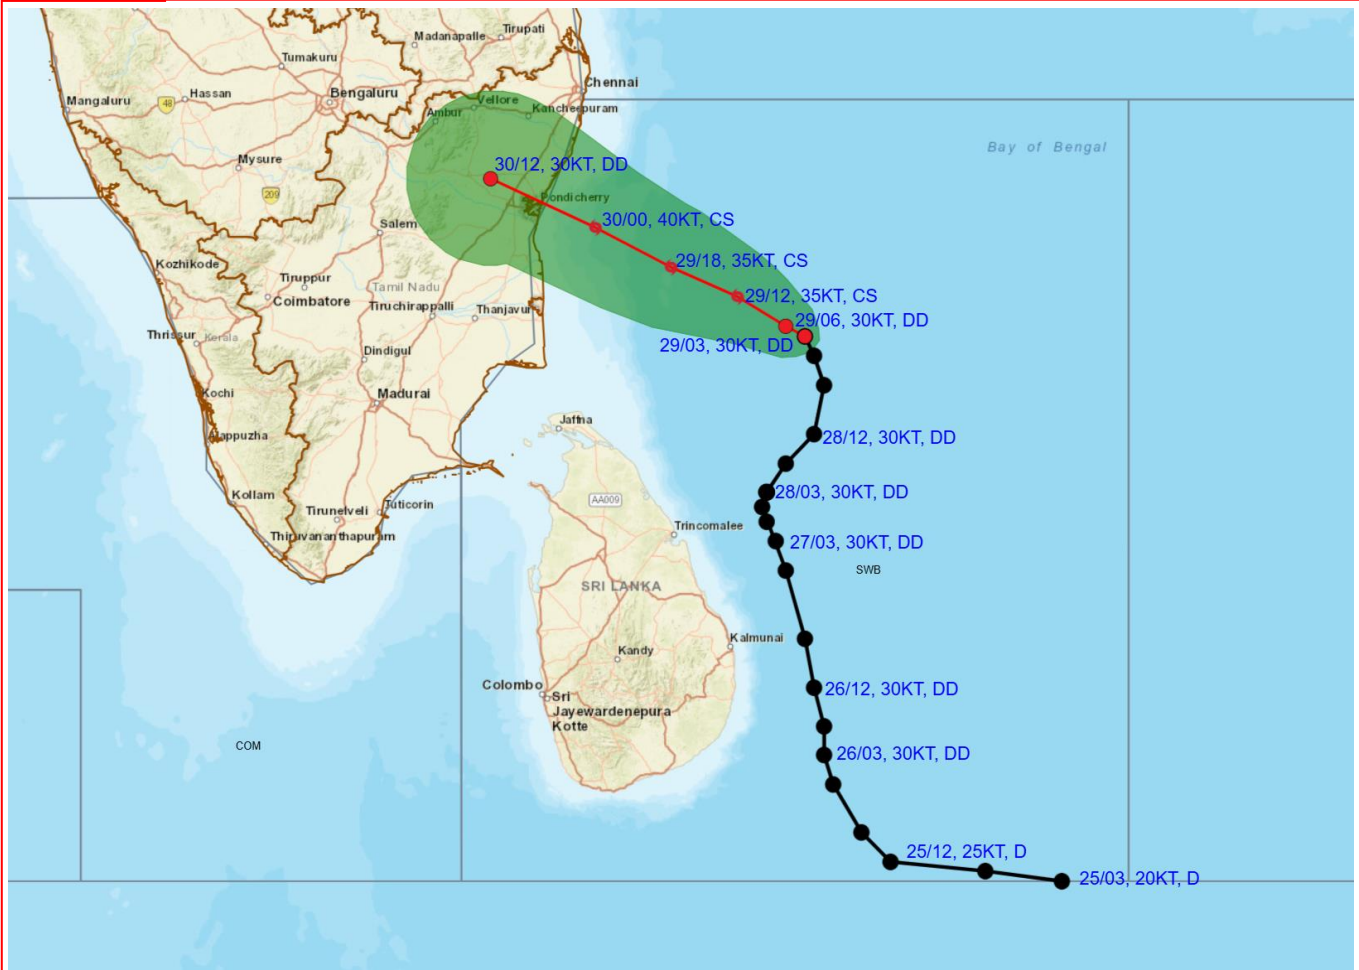 Tirupati
Madanapalle
Tumakuru
Chennai
Hassan
Bengaluru
Mangaluru
48
Vellore
Kancheepuram
Ambur
Bay of Bengal
Mysure
30/12, 30KT, DD
209
Pondicherry
30/00, 40KT, CS
Salem
Kozhikode
29/18, 35KT, CS
Tiruppur
Tamil Nadu
Coimbatore
29/12, 35KT, CS
Tiruchirappalli
Thanjavur
29/06, 30KT, DD
Thrissur
Kerala
29/03, 30KT, DD
Dindigul
Kochi
Madurai
Jaffna
Alappuzha
28/12, 30KT, DD
Kollam
28/03, 30KT, DD
AA009
Tirunelveli
Tuticorin
Trincomalee
Thiruvananthapuram
27/03, 30KT, DD
SWB
SRI LANKA
Kalmunai
Kandy
Colombo
26/12, 30KT, DD
Sri
Jayewardenepura
Kotte
COM
26/03, 30KT, DD
25/12, 25KT, D
25/03, 20KT, D